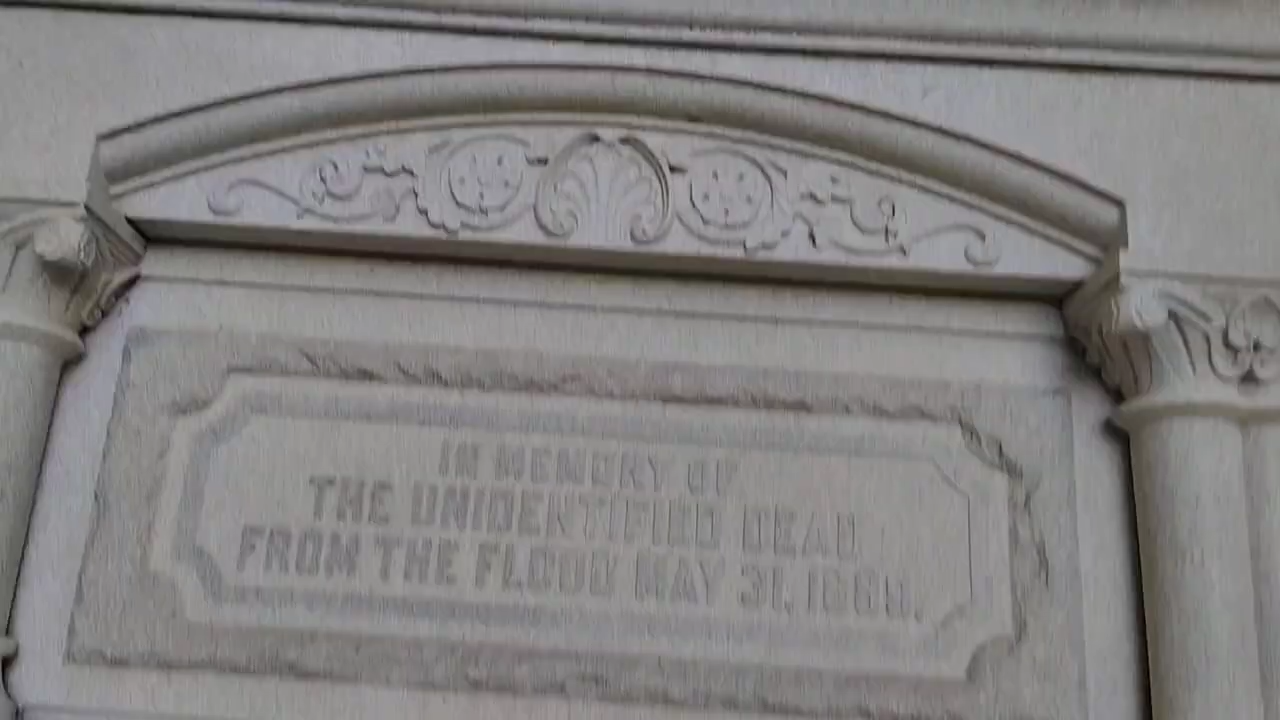 IN MEMORY OF
THE UNIDENTIFIED DEAD
FROM THE FLOOD MAY 31, 1889.